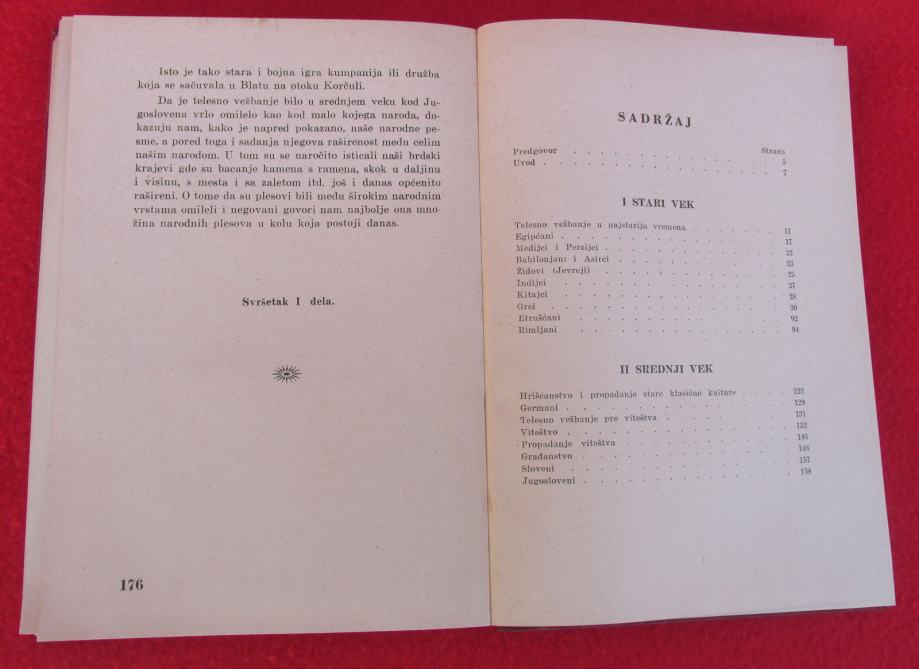 Isto je tako stara i bojna igra kumpanija ili družba
koja se sačuvala u Blatu na otoku Korčuli.
Da je telesno vežbanje bilo u srednjem veku kod Ju-
goslovena vrlo omilelo kao kod malo kojega naroda, do-
kazuju nam, kako je napred pokazano, naše narodne pe-
sme, a pored toga i sadanja njegova raširenost među celim
našim narodom. U tom su se naročito isticali naši brdski
krajevi gde su bacanje kamena s ramena, skok u daljinu
i visinu, s mesta i sa zaletom itd. još i danas općenito
rašireni. O tome da su plesovi bili među širokim narodnim
vrstama omileli i negovani govori nam najbolje ona mno-
žina narodnih plesova u kolu koja postoji danas.
Svršetak I dela.
176
SADRŽAJ
Strana
Predgovor . . . . . . . . . . . 5
Uvod . . . . . . . . . . . . 7
I STARI VEK
Telesno vežbanje u najstarija vremena . . . . . . 11
Egipćani . . . . . . . . . . . 17
Medijci i Perzijci . . . . . . . . . . 22
Babilonjani i Asirci . . . . . . . . . . 23
Židovi (Jevreji) . . . . . . . . . . 25
Indijci . . . . . . . . . . . 27
Kitajci . . . . . . . . . . . 28
Grci . . . . . . . . . . . 30
Etrušćani . . . . . . . . . . . 92
Rimljani . . . . . . . . . . . 94
II SREDNJI VEK
Hrišćanstvo i propadanje stare klasične kulture . . . . 123
Germani . . . . . . . . . . . 129
Telesno vežbanje pre viteštva . . . . . . . . 131
Viteštvo . . . . . . . . . . . 132
Propadanje viteštva . . . . . . . . . 146
Građanstvo . . . . . . . . . . . 148
Sloveni . . . . . . . . . . . 157
Jugosloveni . . . . . . . . . . . 159